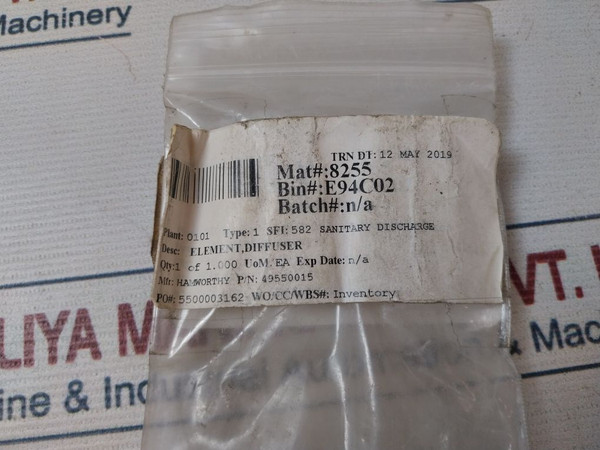 Machinery
TRN DT: 12 MAY 2019
Mat#:8255
Bin#:E94C02
Batch#:n/a
Plant: 0101 Type: 1 SFI: 582 SANITARY DISCHARGE
Desc: ELEMENT,DIFFUSER
Qty:1 of 1.000 UoM:EA Exp Date: n/a
Mfr: HAMWORTHY P/N: 49550015
PO#: 5500003162 WO/CC/WBS#: Inventory
LIYA M VT.
ine & Industrial & Machin